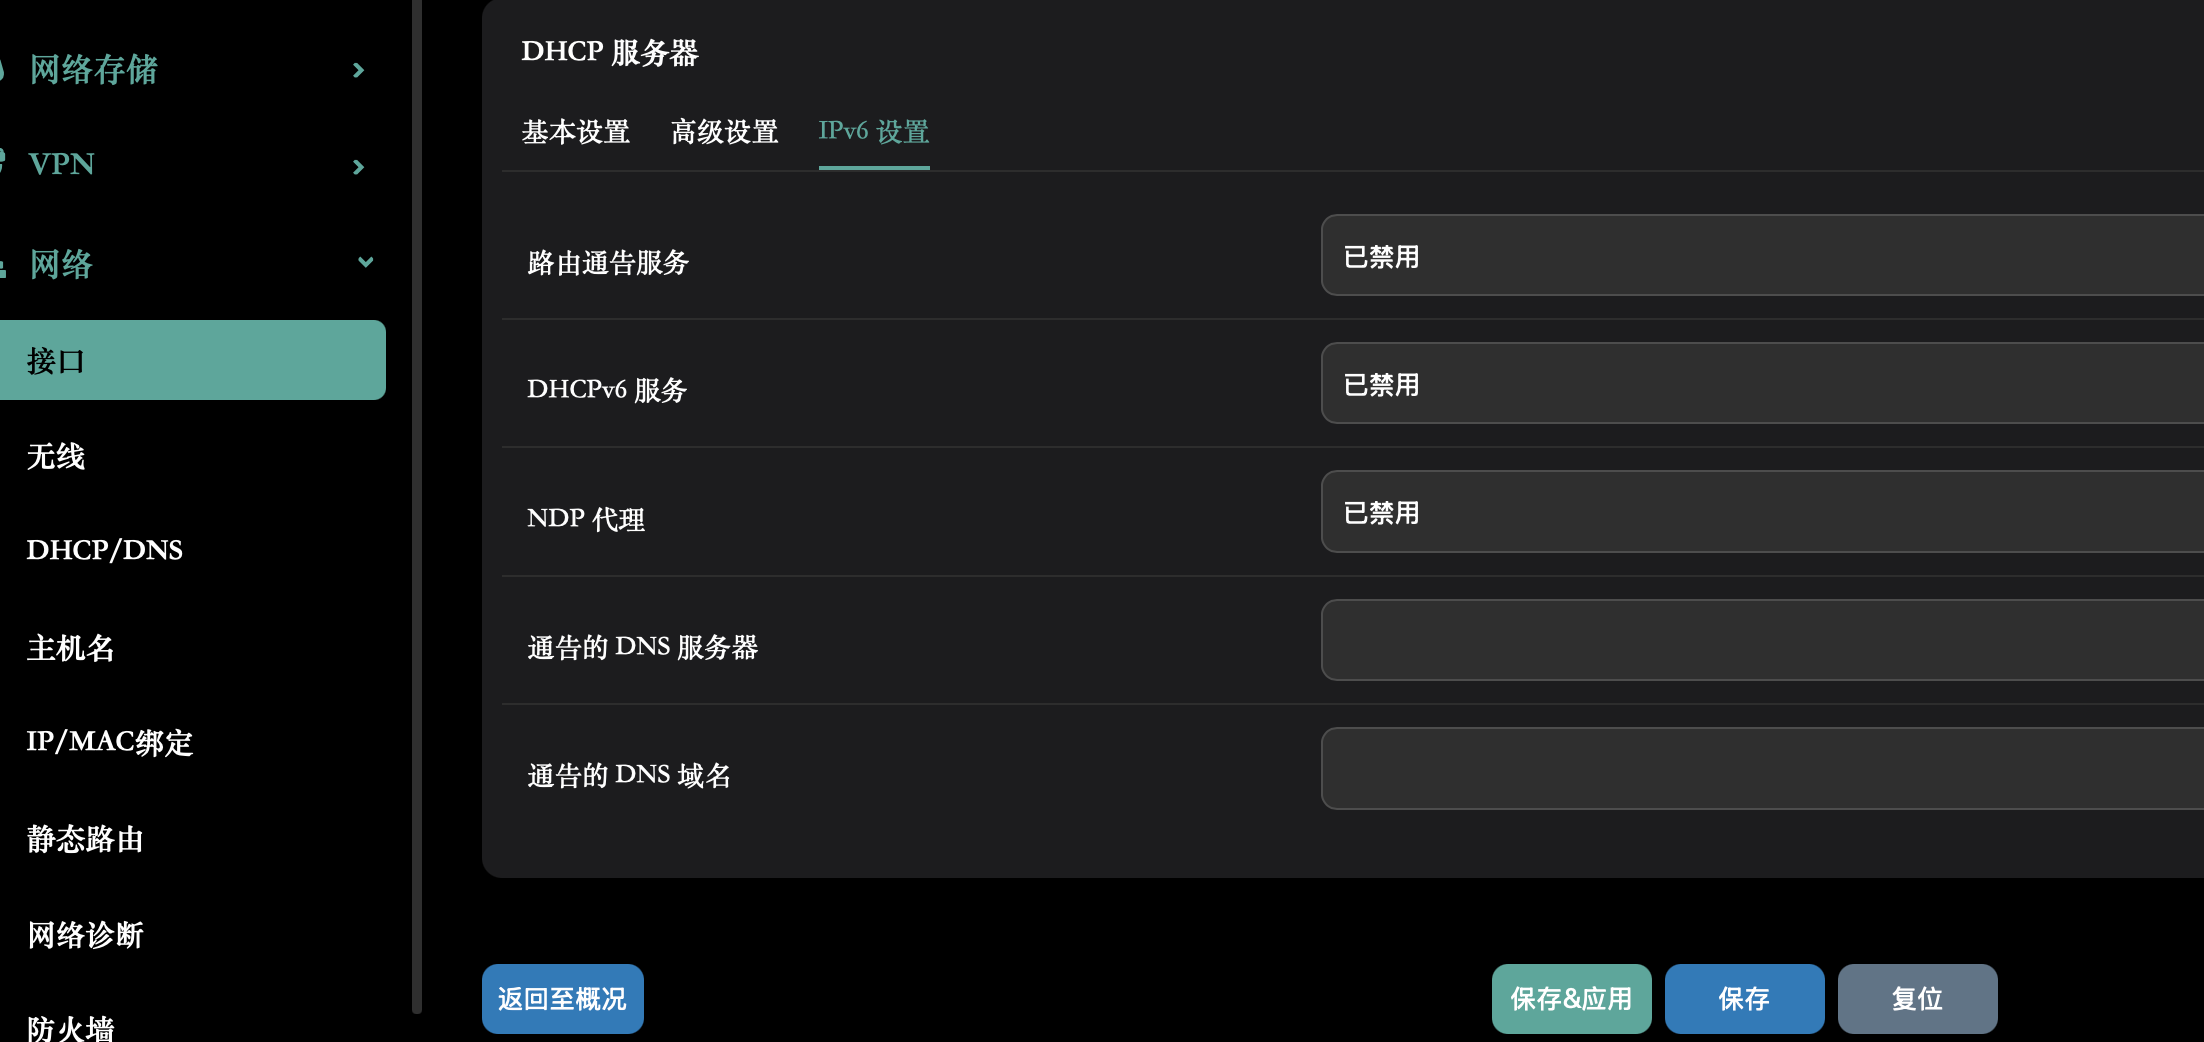 网络存储
VPN
网络
接口
无线
DHCP/DNS
主机名
IP/MAC绑定
静态路由
网络诊断
防火墙
DHCP 服务器
基本设置 高级设置 IPv6 设置
路由通告服务 已禁用
DHCPv6 服务 已禁用
NDP 代理 已禁用
通告的 DNS 服务器
通告的 DNS 域名
返回至概况 保存&应用 保存 复位